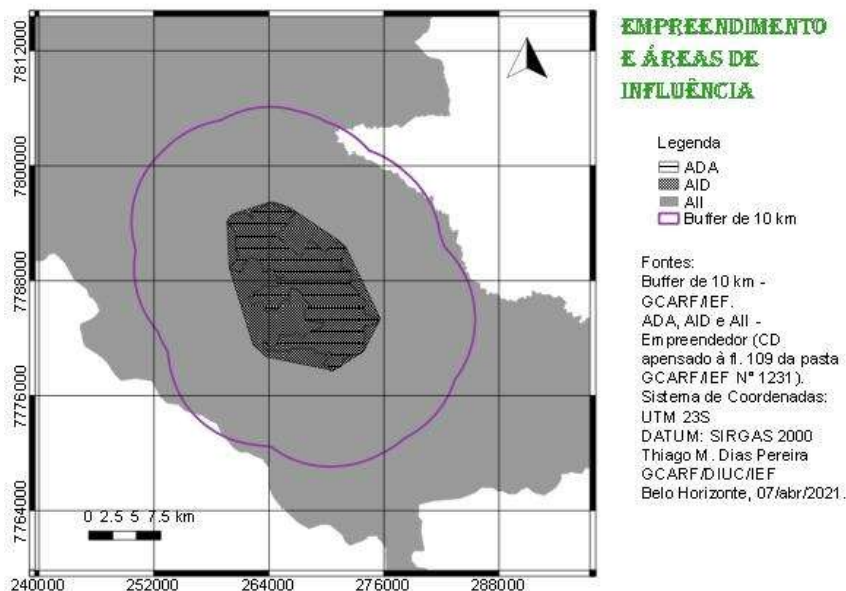 EMPREENDIMENTO
E ÁREAS DE
INFLUÊNCIA
Legenda
ADA
AID
AII
Buffer de 10 km
Fontes:
Buffer de 10 km -
GCARF/IEF.
ADA, AID e AII -
Empreendedor (CD
apensado à fl. 109 da pasta
GCARF/IEF Nº 1231).
Sistema de Coordenadas:
UTM 23S
DATUM: SIRGAS 2000
Thiago M. Dias Pereira
GCARF/DIUC/IEF
Belo Horizonte, 07/abr/2021.
7812000
7800000
7788000
7776000
7764000
0 2.5 5 7.5 km
240000 252000 264000 276000 288000